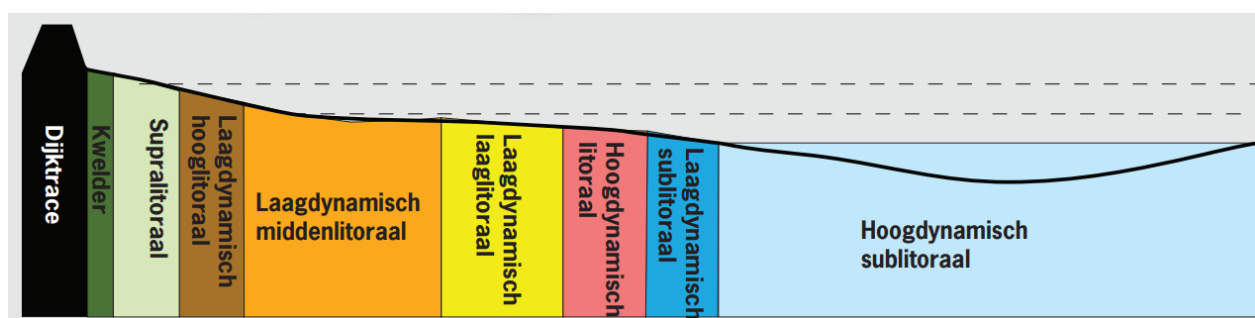 Dijktrace
Kwelder
Supralitoraal
Laagdynamisch
hooglitoraal
Laagdynamisch
middenlitoraal
Laagdynamisch
laaglitoraal
Hoogdynamisch
litoraal
Laagdynamisch
sublitoraal
Hoogdynamisch
sublitoraal